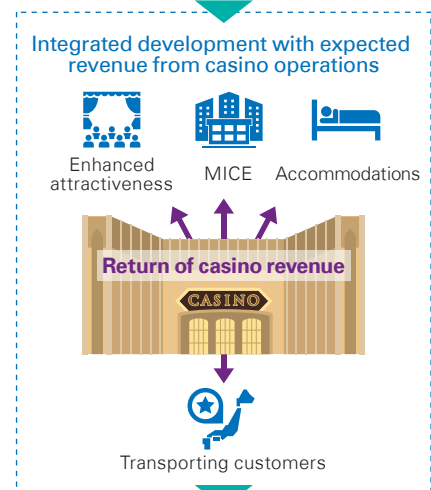 Integrated development with expected
revenue from casino operations
Enhanced
attractiveness
MICE
Accommodations
Return of casino revenue
CASINO
Transporting customers